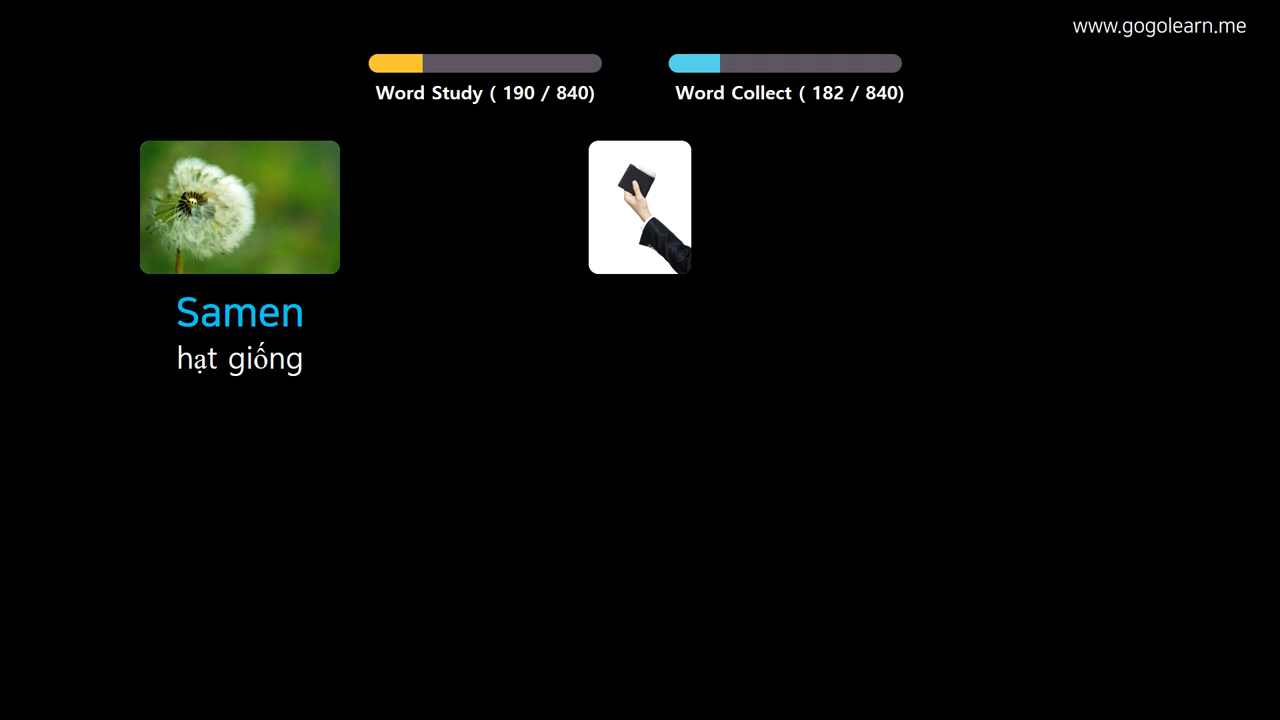 www.gogolearn.me
Word Study ( 190 / 840)
Word Collect ( 182 / 840)
Samen
hạt giống